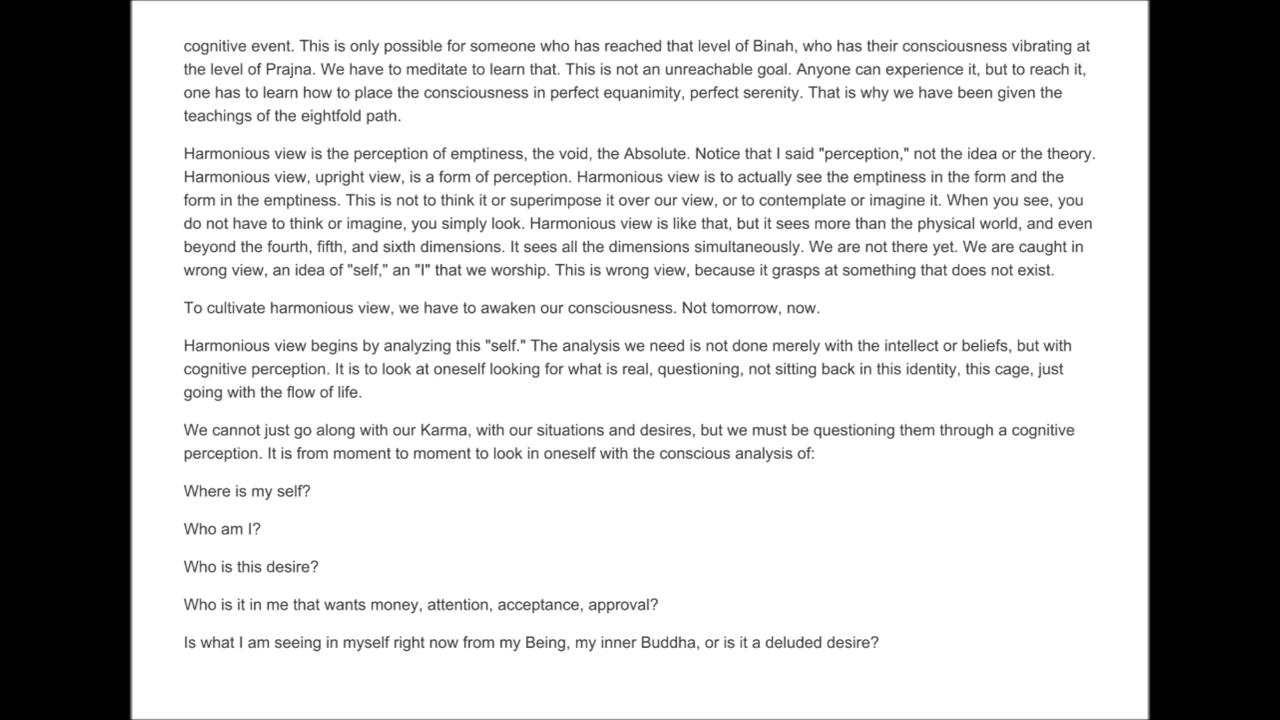 cognitive event. This is only possible for someone who has reached that level of Binah, who has their consciousness vibrating at
the level of Prajna. We have to meditate to learn that. This is not an unreachable goal. Anyone can experience it, but to reach it,
one has to learn how to place the consciousness in perfect equanimity, perfect serenity. That is why we have been given the
teachings of the eightfold path.
Harmonious view is the perception of emptiness, the void, the Absolute. Notice that I said "perception," not the idea or the theory.
Harmonious view, upright view, is a form of perception. Harmonious view is to actually see the emptiness in the form and the
form in the emptiness. This is not to think it or superimpose it over our view, or to contemplate or imagine it. When you see, you
do not have to think or imagine, you simply look. Harmonious view is like that, but it sees more than the physical world, and even
beyond the fourth, fifth, and sixth dimensions. It sees all the dimensions simultaneously. We are not there yet. We are caught in
wrong view, an idea of "self," an "I" that we worship. This is wrong view, because it grasps at something that does not exist.
To cultivate harmonious view, we have to awaken our consciousness. Not tomorrow, now.
Harmonious view begins by analyzing this "self." The analysis we need is not done merely with the intellect or beliefs, but with
cognitive perception. It is to look at oneself looking for what is real, questioning, not sitting back in this identity, this cage, just
going with the flow of life.
We cannot just go along with our Karma, with our situations and desires, but we must be questioning them through a cognitive
perception. It is from moment to moment to look in oneself with the conscious analysis of:
Where is my self?
Who am I?
Who is this desire?
Who is it in me that wants money, attention, acceptance, approval?
Is what I am seeing in myself right now from my Being, my inner Buddha, or is it a deluded desire?